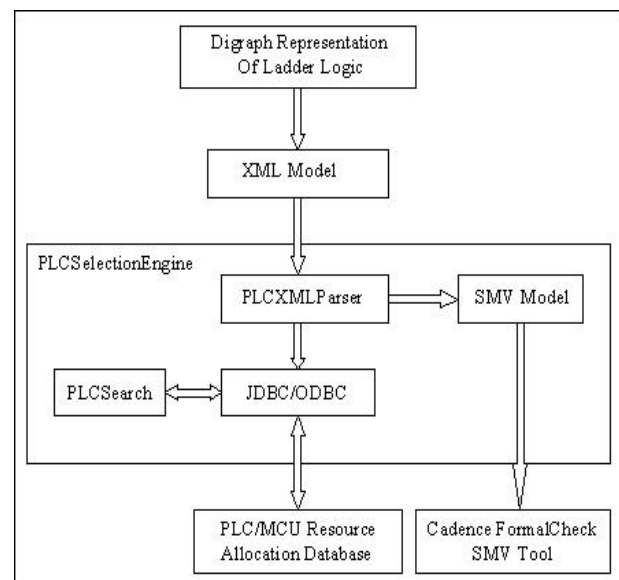 Digraph Representation
Of Ladder Logic
XML Model
PLCSelectionEngine
PLCXMLParser
SMV Model
PLCSearch
JDBC/ODBC
PLC/MCU Resource
Allocation Database
Cadence FormalCheck
SMV Tool